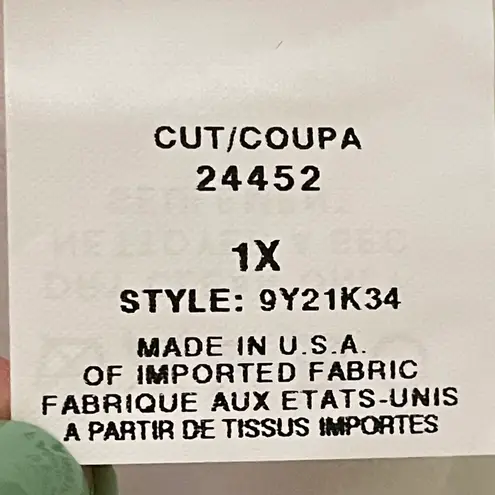 CUT/COUPA
24452
1X
STYLE: 9Y21K34
MADE IN U.S.A.
OF IMPORTED FABRIC
FABRIQUE AUX ETATS-UNIS
A PARTIR DE TISSUS IMPORTES